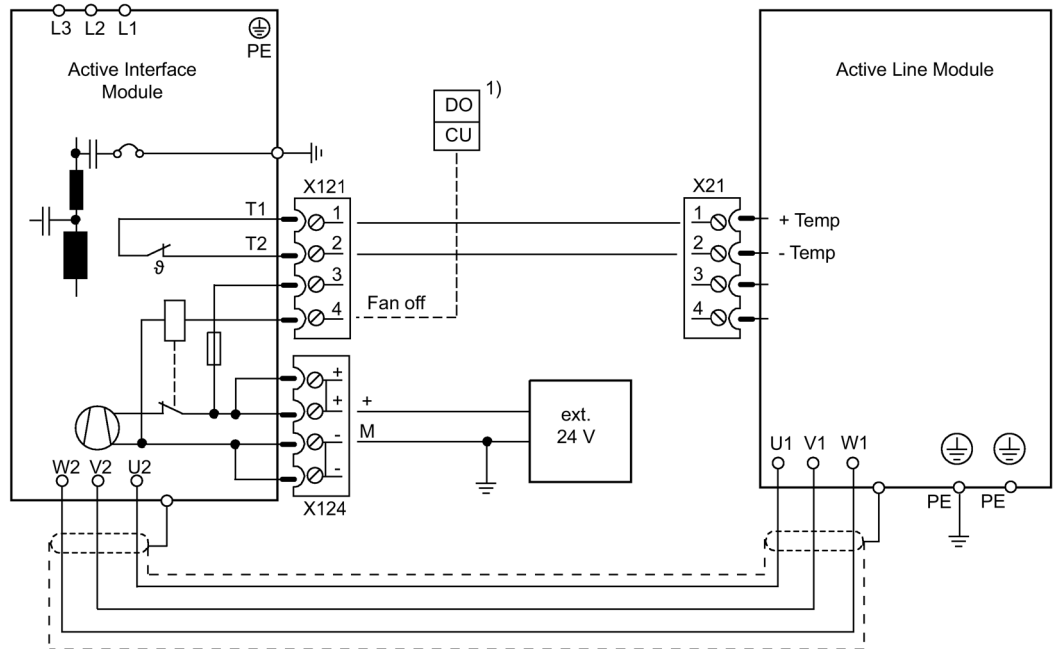 L3 L2 L1
PE
Active Interface
Module
Active Line Module
1)
DO
CU
X121
X21
T1
1
1
+ Temp
T2
2
2
- Temp
ϑ
3
3
Fan off
4
4
+
+
+
-
M
-
X124
ext.
24 V
W2 V2 U2
U1 V1 W1
PE PE